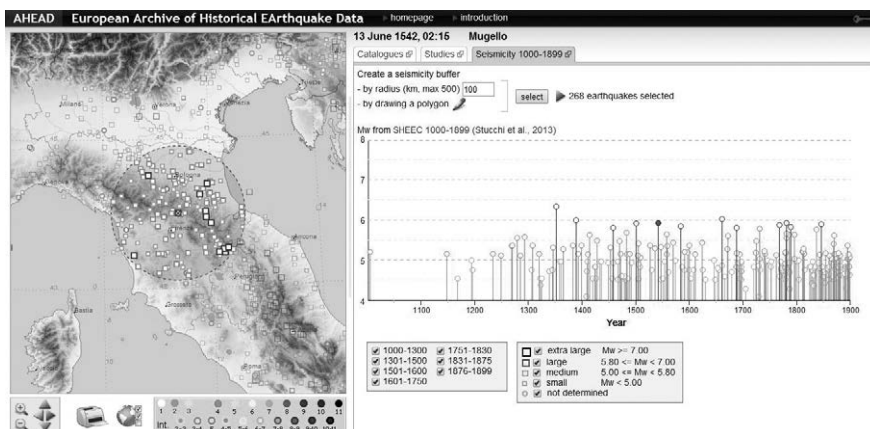 AHEAD European Archive of Historical EArthquake Data homepage introduction
13 June 1542, 02:15 Mugello
Catalogues Studies Seismicity 1000-1899
Create a seismicity buffer
- by radius (km, max 500) 100
- by drawing a polygon
select 268 earthquakes selected
Mw from SHEEC 1000-1899 (Stucchi et al., 2013)
8
7
6
5
4
1100 1200 1300 1400 1500 1600 1700 1800 1900
Year
1000-1300 1751-1830
1301-1500 1831-1875
1501-1600 1876-1899
1601-1750
extra large Mw >= 7.00
large 5.80 <= Mw < 7.00
medium 5.00 <= Mw < 5.80
small Mw < 5.00
not determined
Milano
Venezia
Bologna
Ancona
Perugia
Grosseto
Bastia
Roma
1 2 3 4 5 6 7 8 9 10 11
Int.